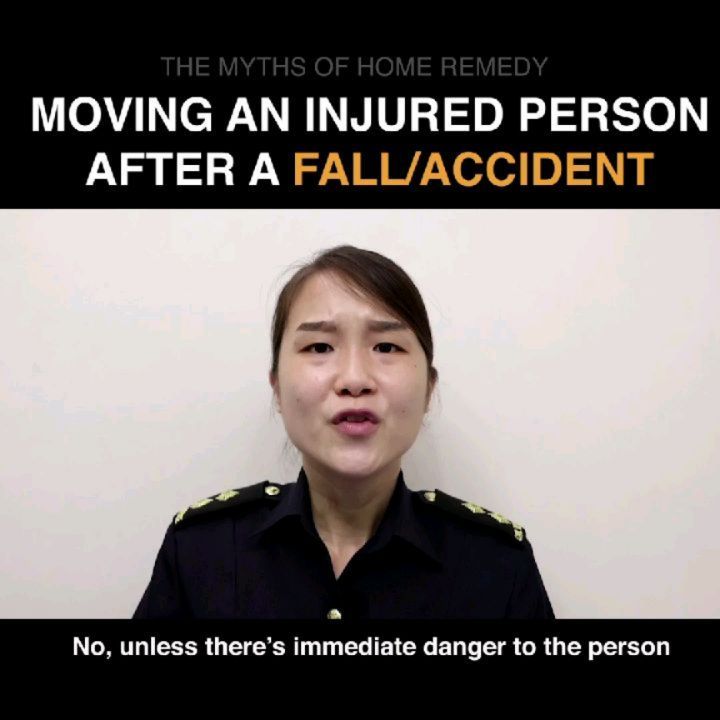 THE MYTHS OF HOME REMEDY
MOVING AN INJURED PERSON
AFTER A FALL/ACCIDENT
No, unless there's immediate danger to the person